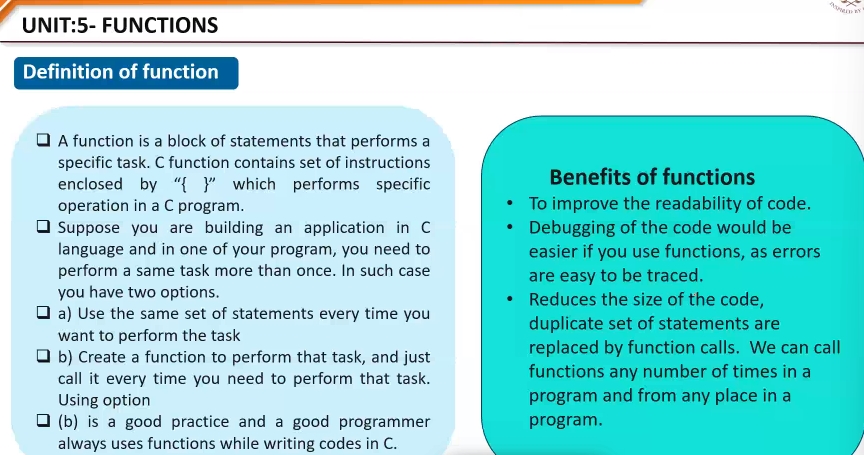 UNIT:5- FUNCTIONS
Definition of function
❑ A function is a block of statements that performs a
specific task. C function contains set of instructions
enclosed by “{ }” which performs specific
operation in a C program.
❑ Suppose you are building an application in C
language and in one of your program, you need to
perform a same task more than once. In such case
you have two options.
❑ a) Use the same set of statements every time you
want to perform the task
❑ b) Create a function to perform that task, and just
call it every time you need to perform that task.
Using option
❑ (b) is a good practice and a good programmer
always uses functions while writing codes in C.
Benefits of functions
• To improve the readability of code.
• Debugging of the code would be
easier if you use functions, as errors
are easy to be traced.
• Reduces the size of the code,
duplicate set of statements are
replaced by function calls. We can call
functions any number of times in a
program and from any place in a
program.